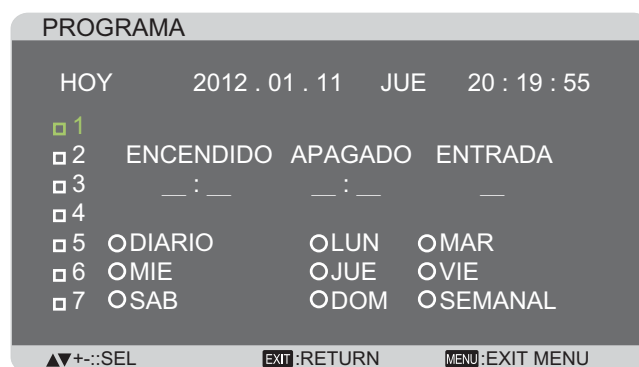 PROGRAMA
HOY 2012 . 01 . 11 JUE 20 : 19 : 55
1
2 ENCENDIDO APAGADO ENTRADA
3 __ : __ __ : __ __
4
5 DIARIO LUN MAR
6 MIE JUE VIE
7 SAB DOM SEMANAL
▲▼+-::SEL EXIT :RETURN MENU :EXIT MENU